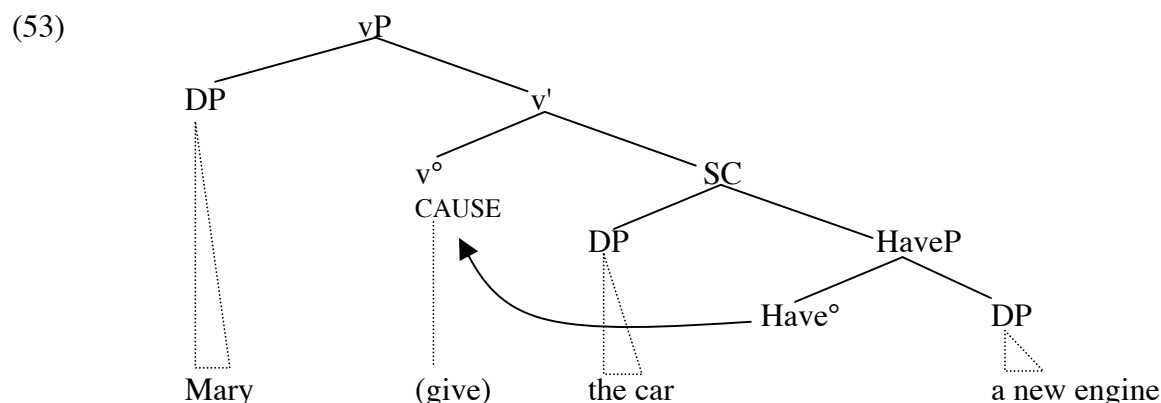 (53) vP
DP v'
v° SC
CAUSE
DP HaveP
Have° DP
Mary (give) the car a new engine